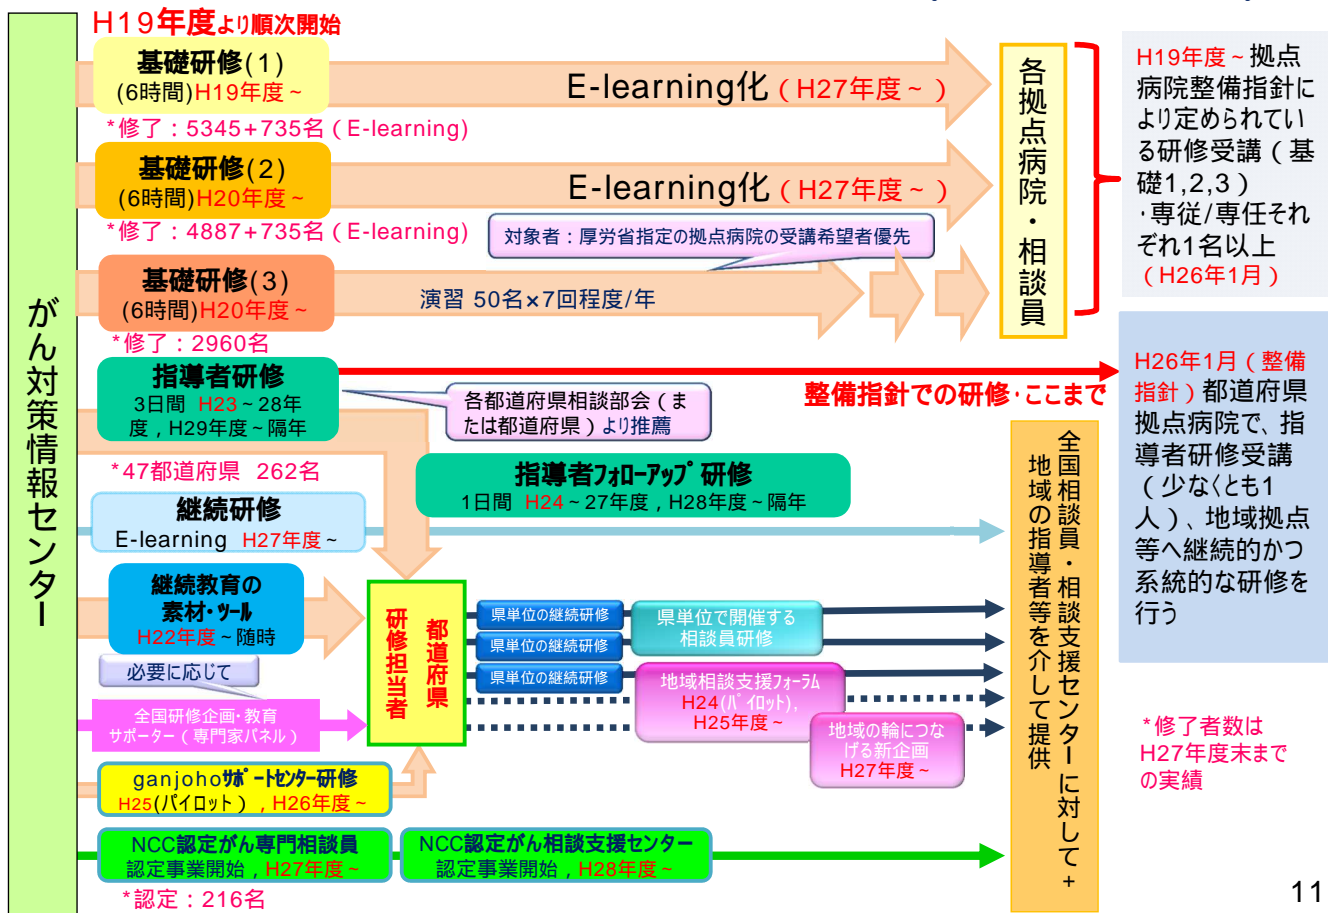 H19年度より順次開始
がん対策情報センター
基礎研修(1)
(6時間)H19年度～
E-learning化（H27年度～）
*修了：5345+735名（E-learning)
基礎研修(2)
(6時間)H20年度～
E-learning化（H27年度～）
*修了：4887+735名（E-learning)
対象者：厚労省指定の拠点病院の受講希望者優先
基礎研修(3)
(6時間)H20年度～
演習 50名×7回程度/年
*修了：2960名
各拠点病院・相談員
H19年度～拠点
病院整備指針に
より定められてい
る研修受講（基
礎1,2,3）
・専従/専任それ
ぞれ1名以上
（H26年1月）
指導者研修
3日間 H23～28年
度，H29年度～隔年
各都道府県相談部会（ま
たは都道府県）より推薦
整備指針での研修・ここまで
*47都道府県 262名
指導者フォローアップ研修
1日間 H24～27年度，H28年度～隔年
継続研修
E-learning H27年度～
継続教育の
素材・ツール
H22年度～随時
必要に応じて
全国研修企画・教育
サポーター（専門家パネル）
都道府県
研修担当者
県単位の継続研修
県単位の継続研修
県単位の継続研修
県単位で開催する
相談員研修
地域相談支援フォーラム
H24(パイロット),
H25年度～
地域の輪につな
げる新企画
H27年度～
ganjohoサポートセンター研修
H25(パイロット），H26年度～
NCC認定がん専門相談員
認定事業開始，H27年度～
NCC認定がん相談支援センター
認定事業開始，H28年度～
*認定：216名
全国相談員・相談支援センターに対して+
地域の指導者等を介して提供
H26年1月（整備
指針）都道府県
拠点病院で、指
導者研修受講
（少なくとも1
人）、地域拠点
等へ継続的かつ
系統的な研修を
行う
*修了者数は
H27年度末まで
の実績
11